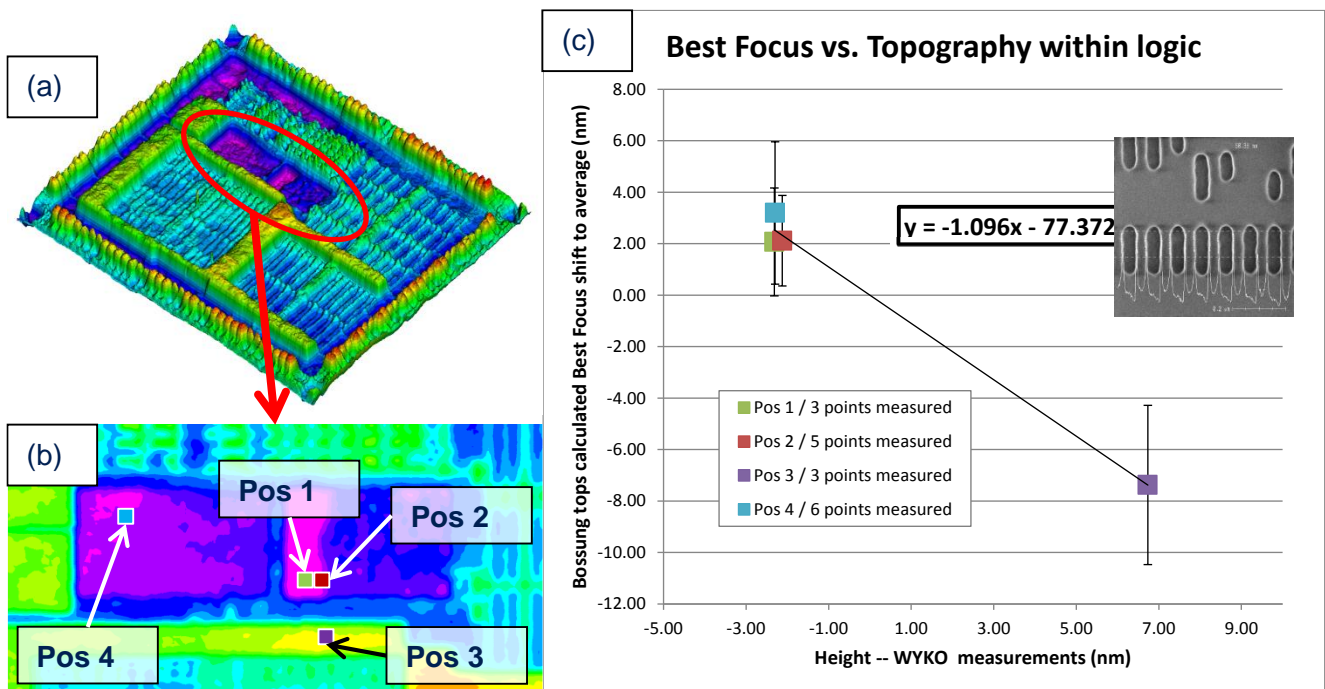 (a)
(b)
Pos 1
Pos 2
Pos 4
Pos 3
(c)
Best Focus vs. Topography within logic
Bossung tops calculated Best Focus shift to average (nm)
8.00
6.00
4.00
2.00
0.00
-2.00
-4.00
-6.00
-8.00
-10.00
-12.00
y = -1.096x - 77.372
Pos 1 / 3 points measured
Pos 2 / 5 points measured
Pos 3 / 3 points measured
Pos 4 / 6 points measured
-5.00 -3.00 -1.00 1.00 3.00 5.00 7.00 9.00
Height -- WYKO measurements (nm)